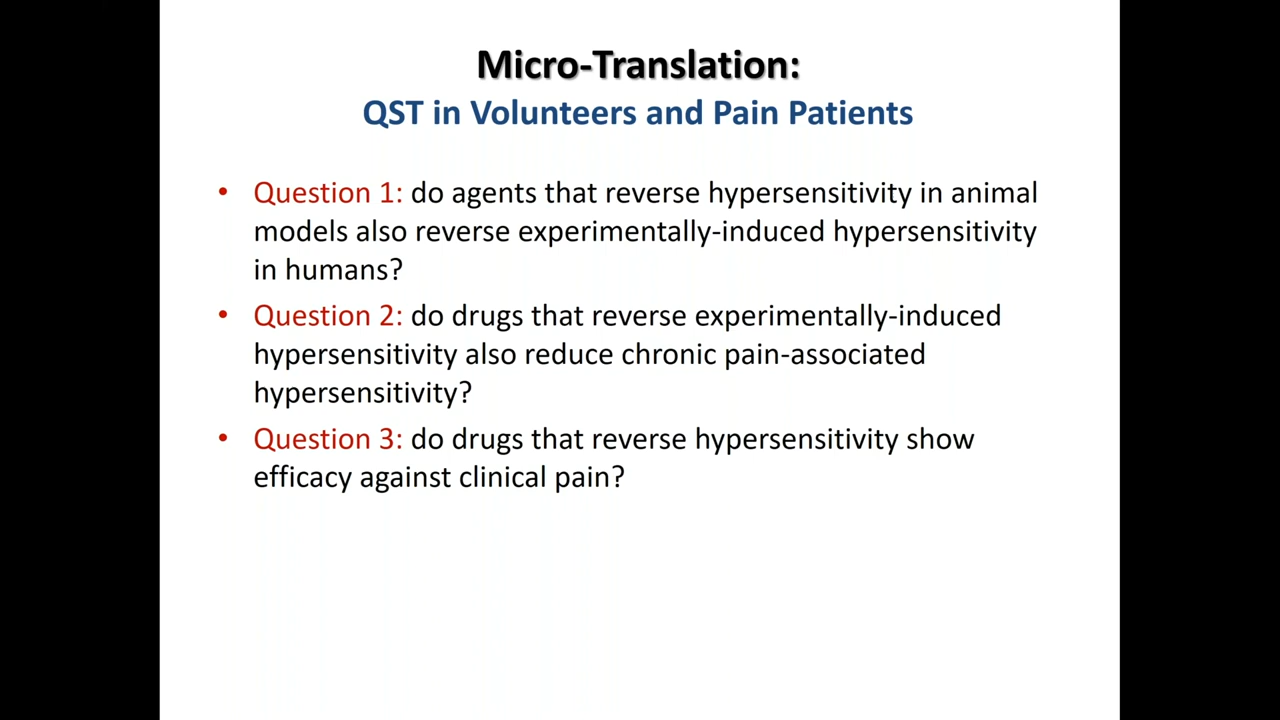 Micro-Translation:
QST in Volunteers and Pain Patients
• Question 1: do agents that reverse hypersensitivity in animal
models also reverse experimentally-induced hypersensitivity
in humans?
• Question 2: do drugs that reverse experimentally-induced
hypersensitivity also reduce chronic pain-associated
hypersensitivity?
• Question 3: do drugs that reverse hypersensitivity show
efficacy against clinical pain?